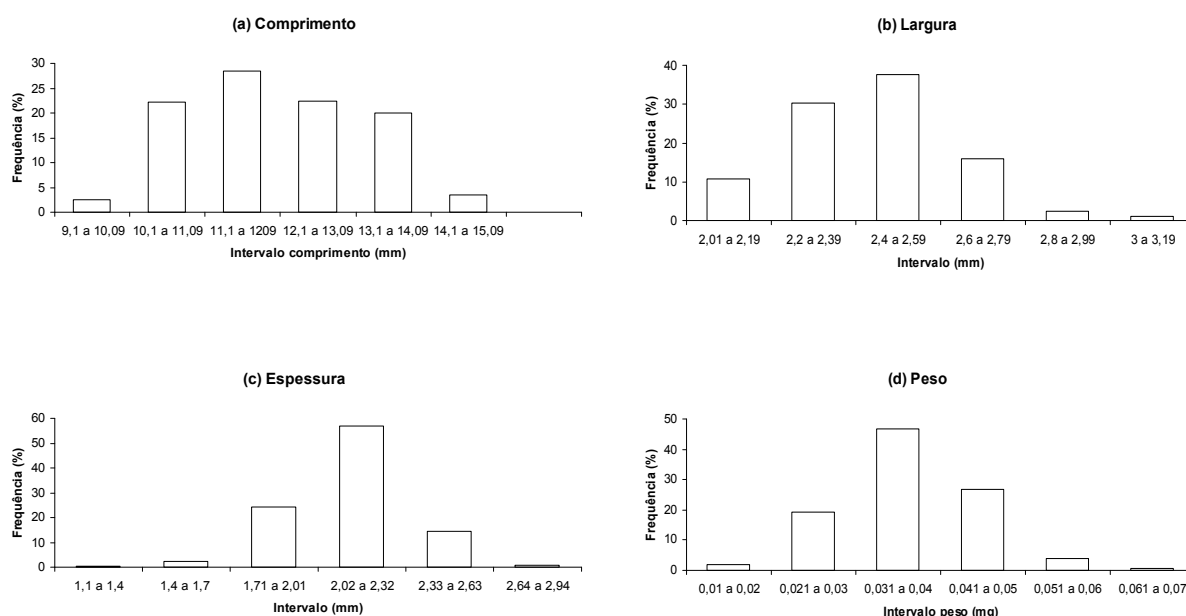 (a) Comprimento
30
25
20
15
10
5
0
Frequência (%)
9,1 a 10,09 10,1 a 11,09 11,1 a 1209 12,1 a 13,09 13,1 a 14,09 14,1 a 15,09
Intervalo comprimento (mm)
(b) Largura
40
30
20
10
0
Frequência (%)
2,01 a 2,19 2,2 a 2,39 2,4 a 2,59 2,6 a 2,79 2,8 a 2,99 3 a 3,19
Intervalo (mm)
(c) Espessura
60
50
40
30
20
10
0
Frequência (%)
1,1 a 1,4 1,4 a 1,7 1,71 a 2,01 2,02 a 2,32 2,33 a 2,63 2,64 a 2,94
Intervalo (mm)
(d) Peso
50
40
30
20
10
0
Frequência (%)
0,01 a 0,02 0,021 a 0,03 0,031 a 0,04 0,041 a 0,05 0,051 a 0,06 0,061 a 0,07
Intervalo peso (mg)